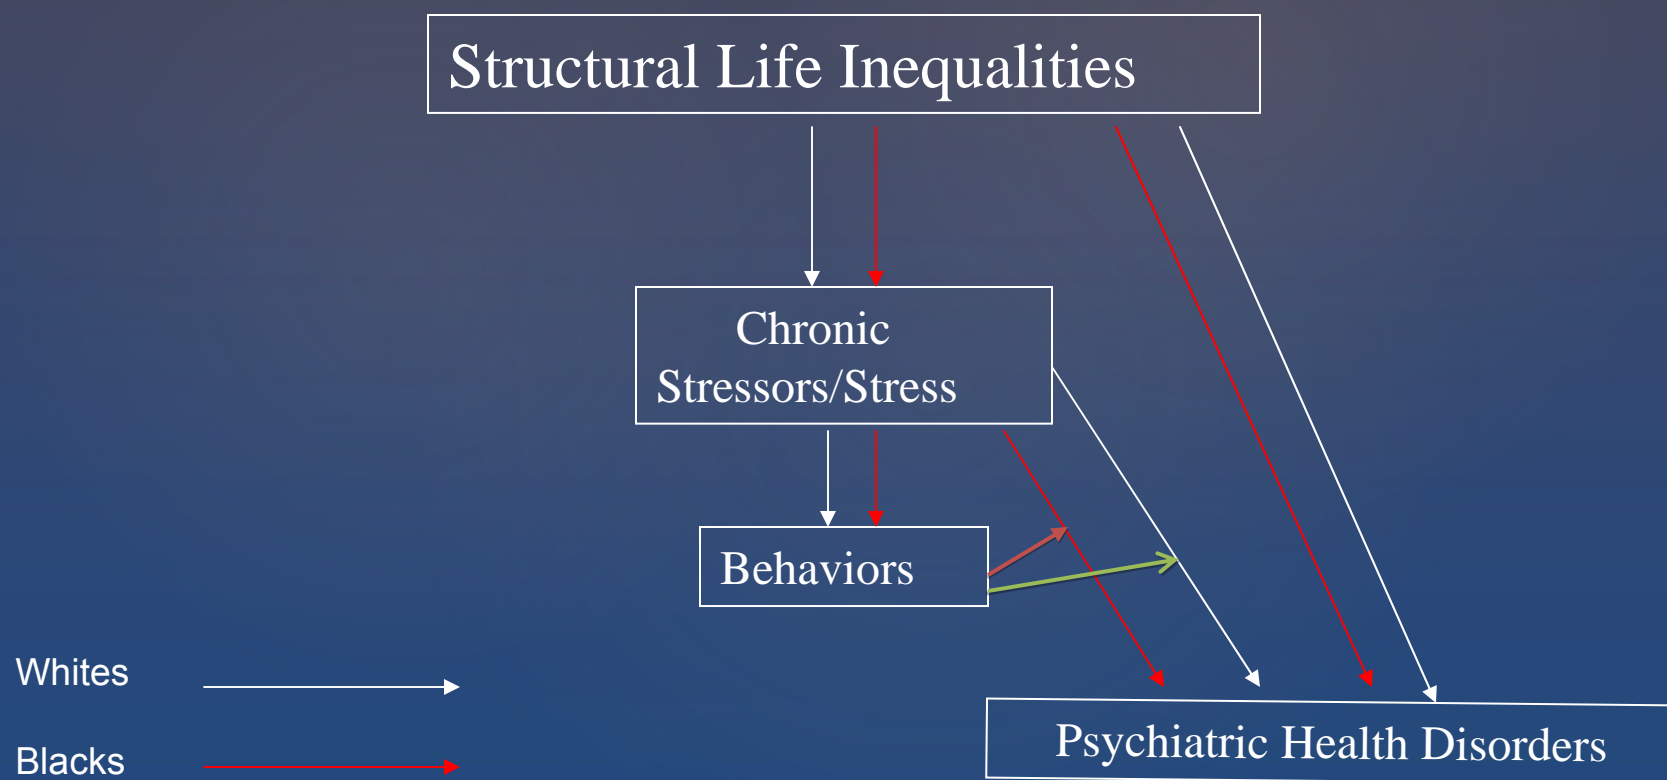 Structural Life Inequalities
Chronic
Stressors/Stress
Behaviors
Whites
Psychiatric Health Disorders
Blacks